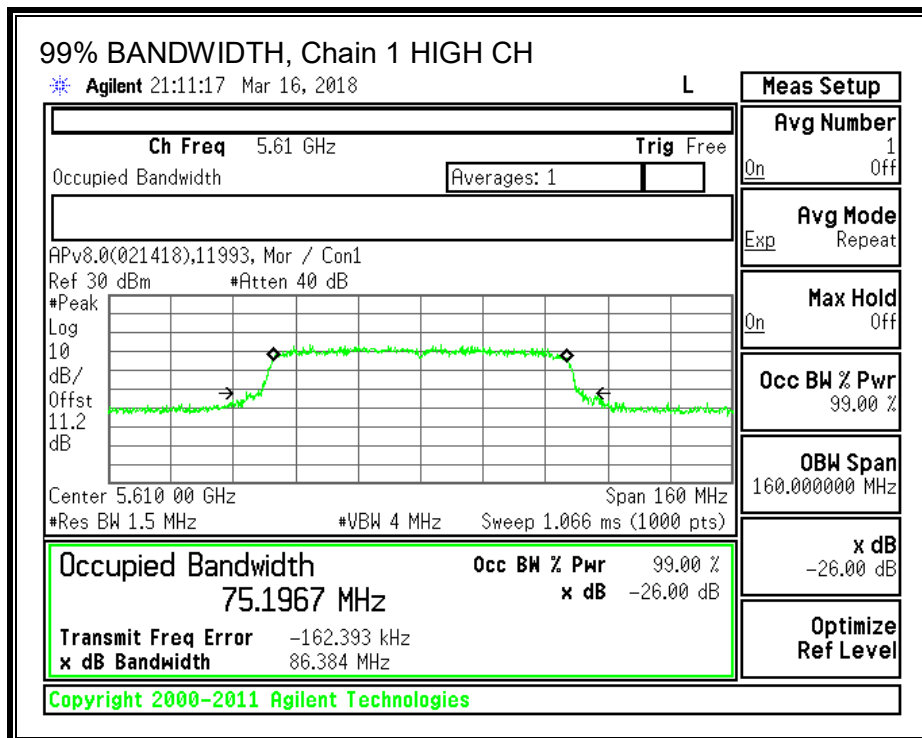 99% BANDWIDTH, Chain 1 HIGH CH
Agilent 21:11:17 Mar 16, 2018 L
Ch Freq 5.61 GHz Trig Free
Occupied Bandwidth Averages: 1
APv8.0(021418),11993, Mor / Con1
Ref 30 dBm #Atten 40 dB
#Peak
Log
10
dB/
Offst
11.2
dB
Center 5.610 00 GHz Span 160 MHz
#Res BW 1.5 MHz #VBW 4 MHz Sweep 1.066 ms (1000 pts)
Occupied Bandwidth Occ BW % Pwr 99.00 %
75.1967 MHz x dB -26.00 dB
Transmit Freq Error -162.393 kHz
x dB Bandwidth 86.384 MHz
Copyright 2000-2011 Agilent Technologies
Meas Setup
Avg Number
1
On Off
Avg Mode
Exp Repeat
Max Hold
On Off
Occ BW % Pwr
99.00 %
OBW Span
160.000000 MHz
x dB
-26.00 dB
Optimize
Ref Level